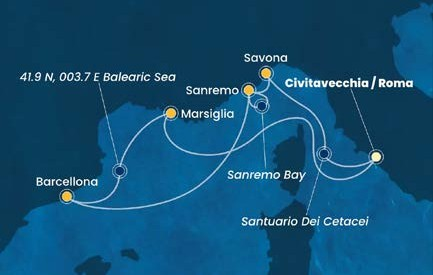 Savona
41.9 N, 003.7 E Balearic Sea
Sanremo
Civitavecchia / Roma
Marsiglia
Sanremo Bay
Barcellona
Santuario Dei Cetacei